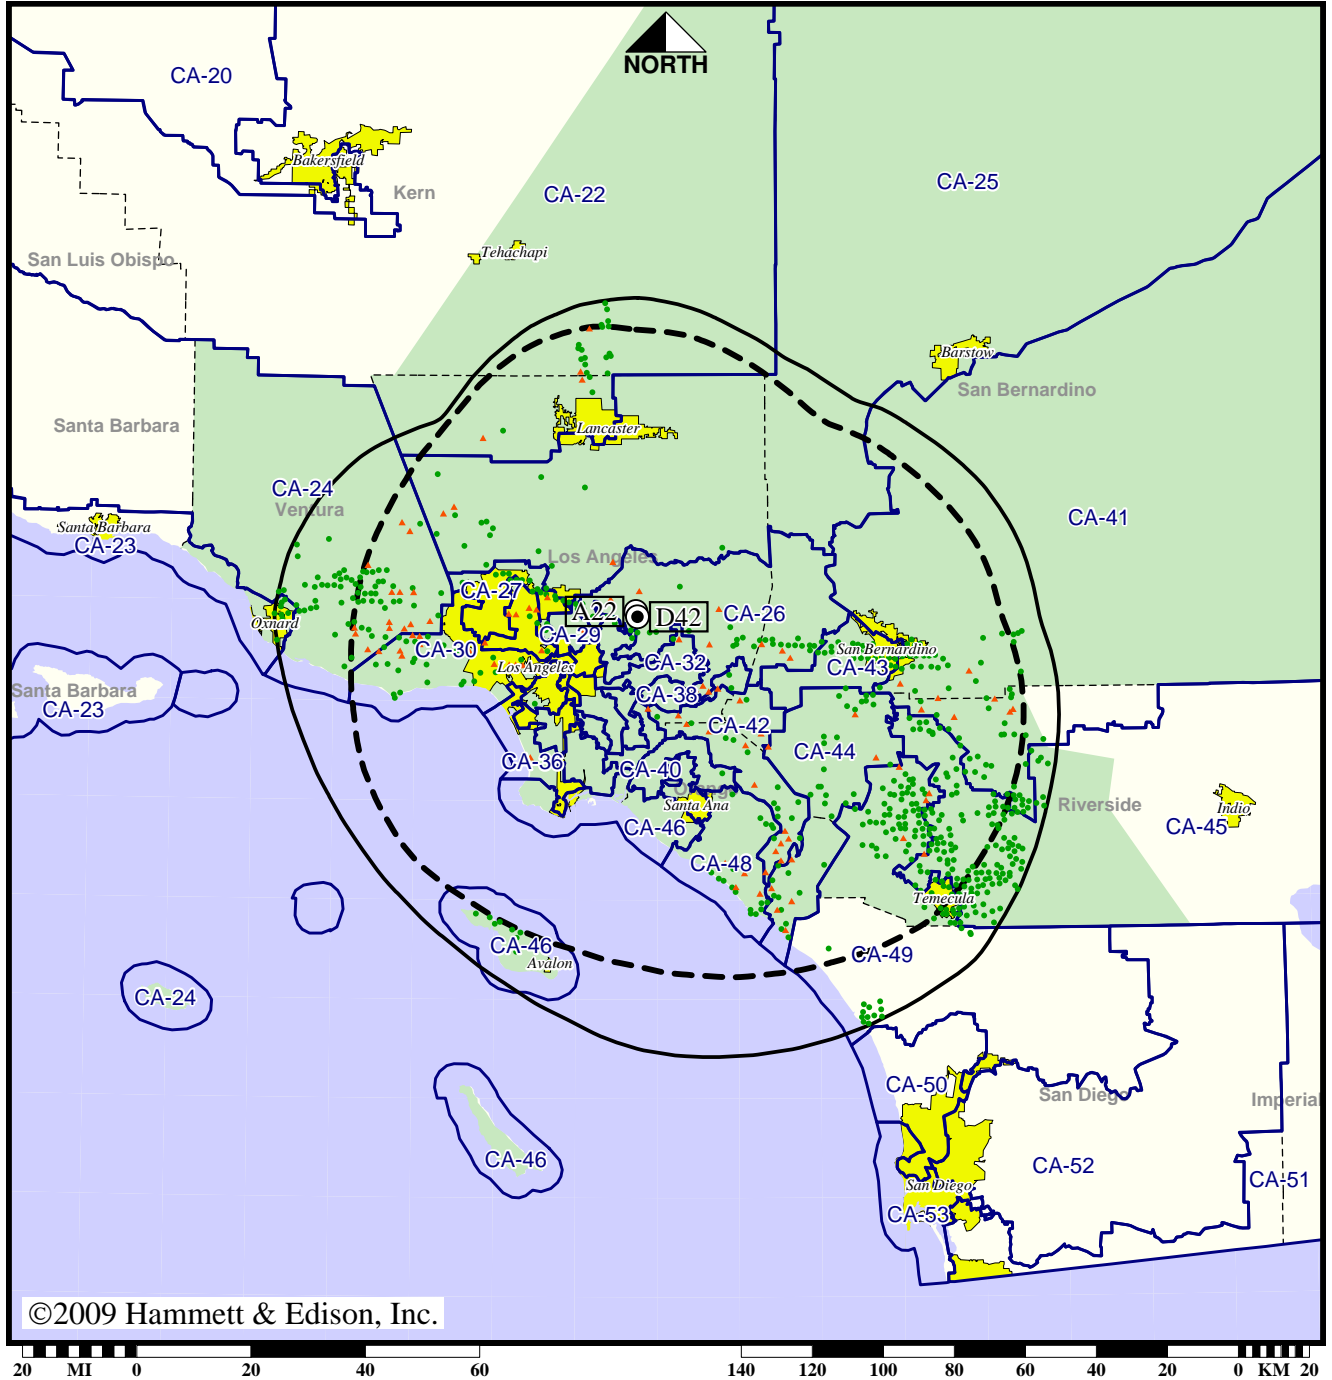 NORTH
CA-20
Bakersfield
Kern
CA-22
CA-25
Tehachapi
San Luis Obispo
Barstow
San Bernardino
Santa Barbara
Lancaster
CA-24
Ventura
CA-41
Santa Barbara
CA-23
Los Angeles
CA-27
A22
D42
CA-26
Oxnard
CA-29
CA-30
San Bernardino
CA-32
CA-43
Los Angeles
Santa Barbara
CA-23
CA-38
CA-42
CA-44
CA-36
CA-40
Orange
Santa Ana
Riverside
Indio
CA-46
CA-45
CA-48
Temecula
CA-46
Avalon
CA-49
CA-24
CA-50
San Diego
Imperial
CA-46
CA-52
CA-51
San Diego
CA-53
©2009 Hammett & Edison, Inc.
20 MI 0 20 40 60 140 120 100 80 60 40 20 0 KM 20